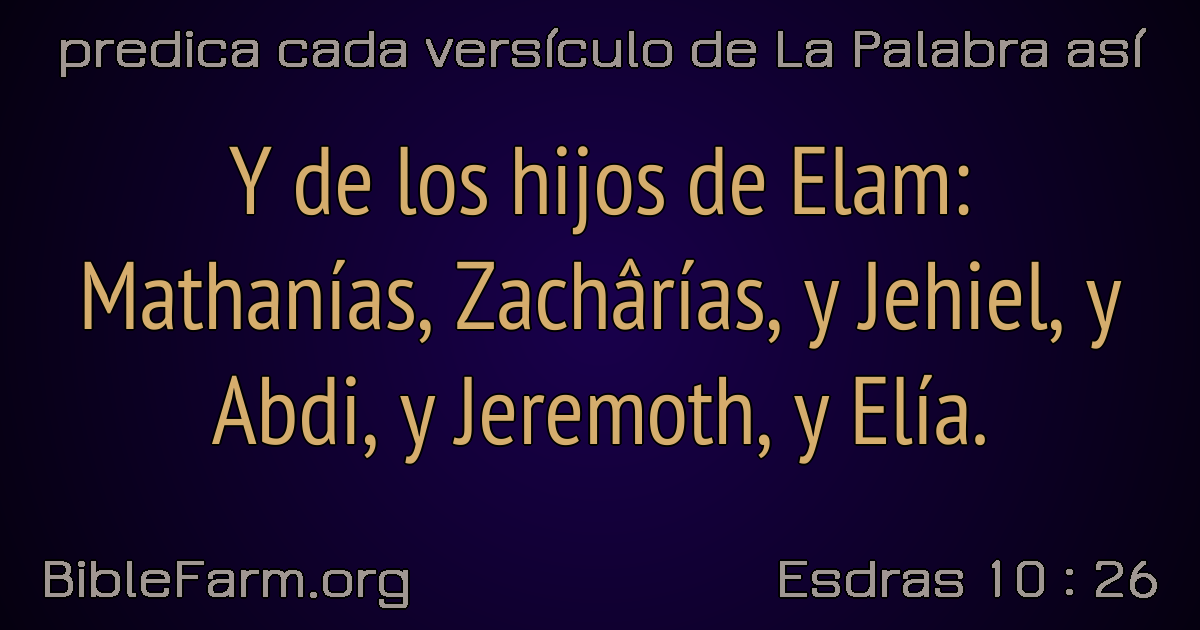 predica cada versículo de La Palabra así
Y de los hijos de Elam:
Mathanías, Zachârías, y Jehiel, y
Abdi, y Jeremoth, y Elía.
BibleFarm.org
Esdras 10 : 26